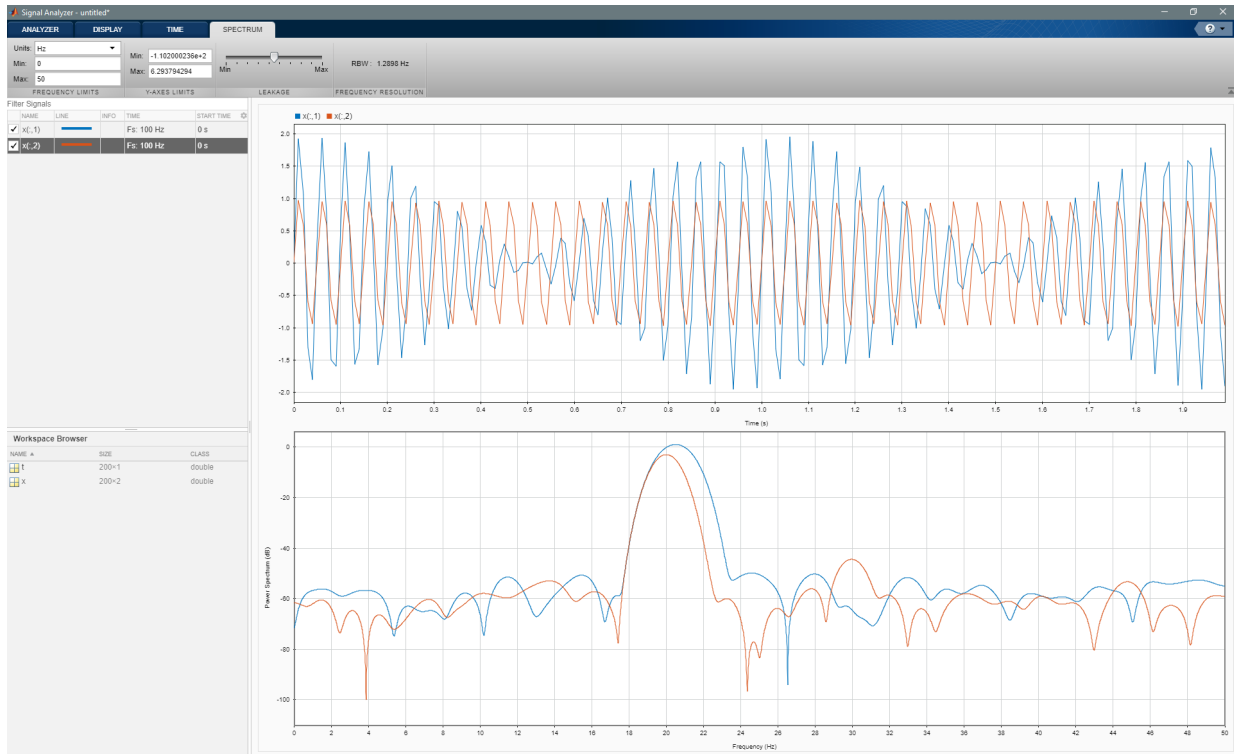 Signal Analyzer - untitled*
ANALYZER DISPLAY TIME SPECTRUM
Units: Hz
Min: 0
Max: 50
Min: -1.102000236e+2
Max: 6.293794294
Min Max
RBW : 1.2898 Hz
FREQUENCY LIMITS Y-AXES LIMITS LEAKAGE FREQUENCY RESOLUTION
Filter Signals
NAME LINE INFO TIME START TIME
x(:,1) Fs: 100 Hz 0 s
x(:,2) Fs: 100 Hz 0 s
Workspace Browser
NAME SIZE CLASS
t 200×1 double
x 200×2 double
x(:,1) x(:,2)
2.0
1.5
1.0
0.5
0
-0.5
-1.0
-1.5
-2.0
0 0.1 0.2 0.3 0.4 0.5 0.6 0.7 0.8 0.9 1.0 1.1 1.2 1.3 1.4 1.5 1.6 1.7 1.8 1.9
Time (s)
Power Spectrum (dB)
0
-20
-40
-60
-80
-100
0 2 4 6 8 10 12 14 16 18 20 22 24 26 28 30 32 34 36 38 40 42 44 46 48 50
Frequency (Hz)